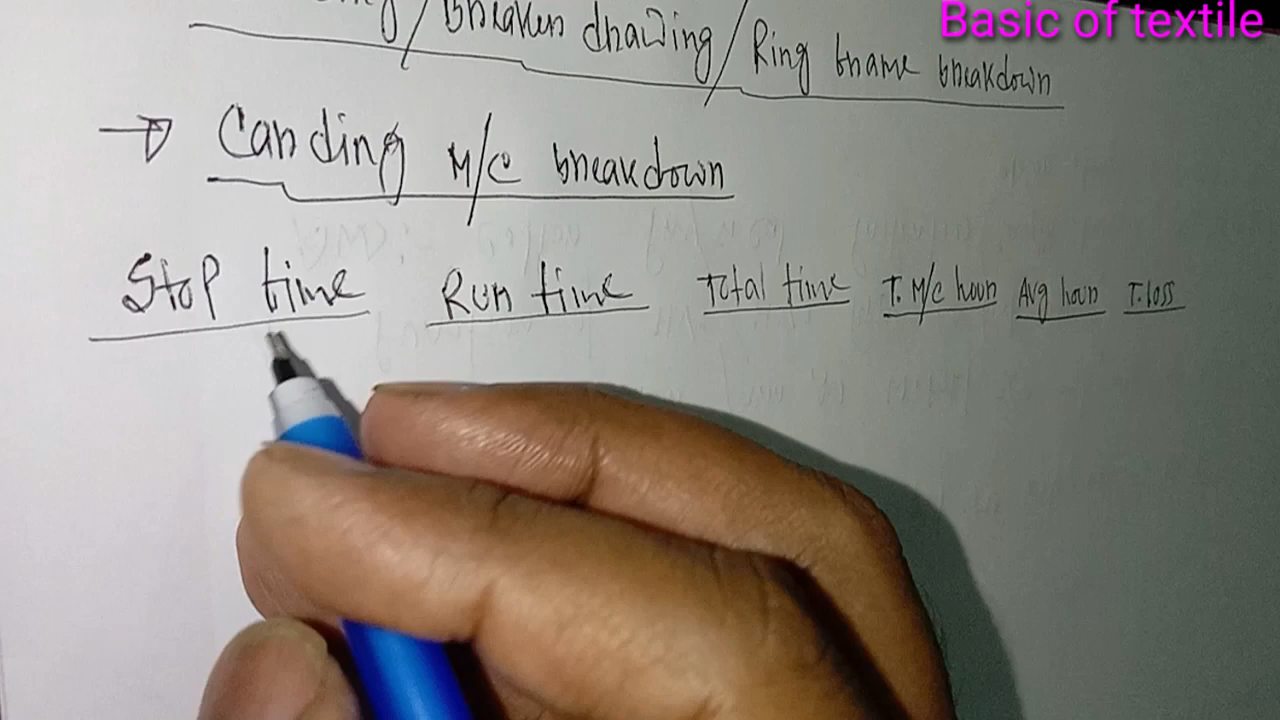 Basic of textile
/Breaker drawing/Ring frame breakdown
→ Carding M/C breakdown
Stop time Run time Total time T. M/C hour Avg hour T.loss